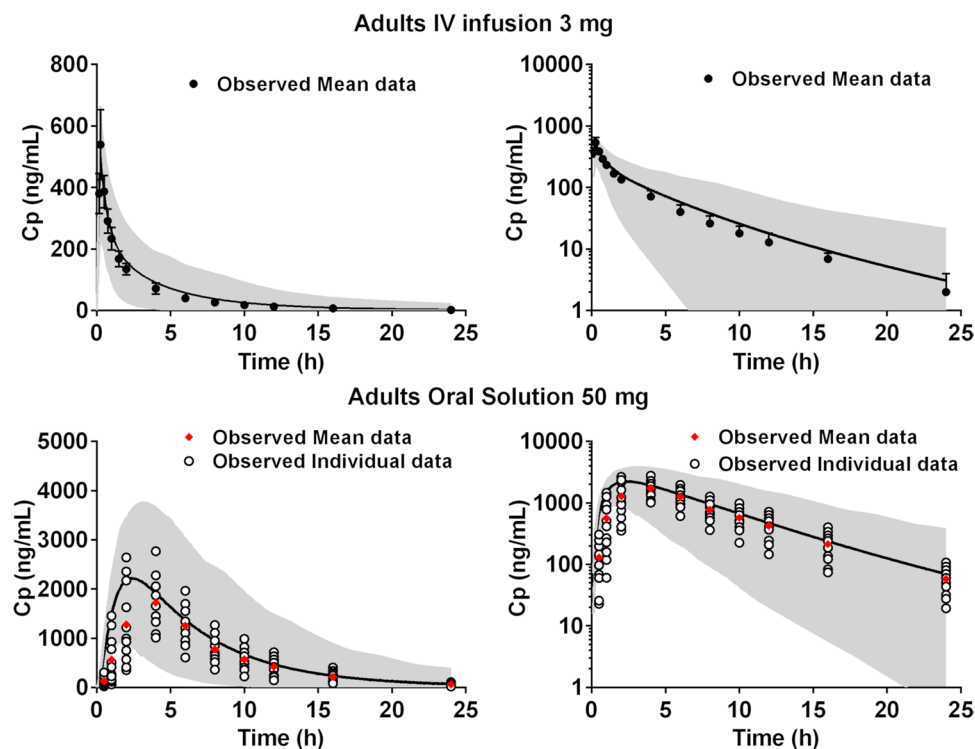 Adults IV infusion 3 mg
800
600
400
200
0
Cp (ng/mL)
Observed Mean data
0 5 10 15 20 25
Time (h)
10000
1000
100
10
1
Cp (ng/mL)
Observed Mean data
0 5 10 15 20 25
Time (h)
Adults Oral Solution 50 mg
5000
4000
3000
2000
1000
0
Cp (ng/mL)
Observed Mean data
Observed Individual data
0 5 10 15 20 25
Time (h)
10000
1000
100
10
1
Cp (ng/mL)
Observed Mean data
Observed Individual data
0 5 10 15 20 25
Time (h)